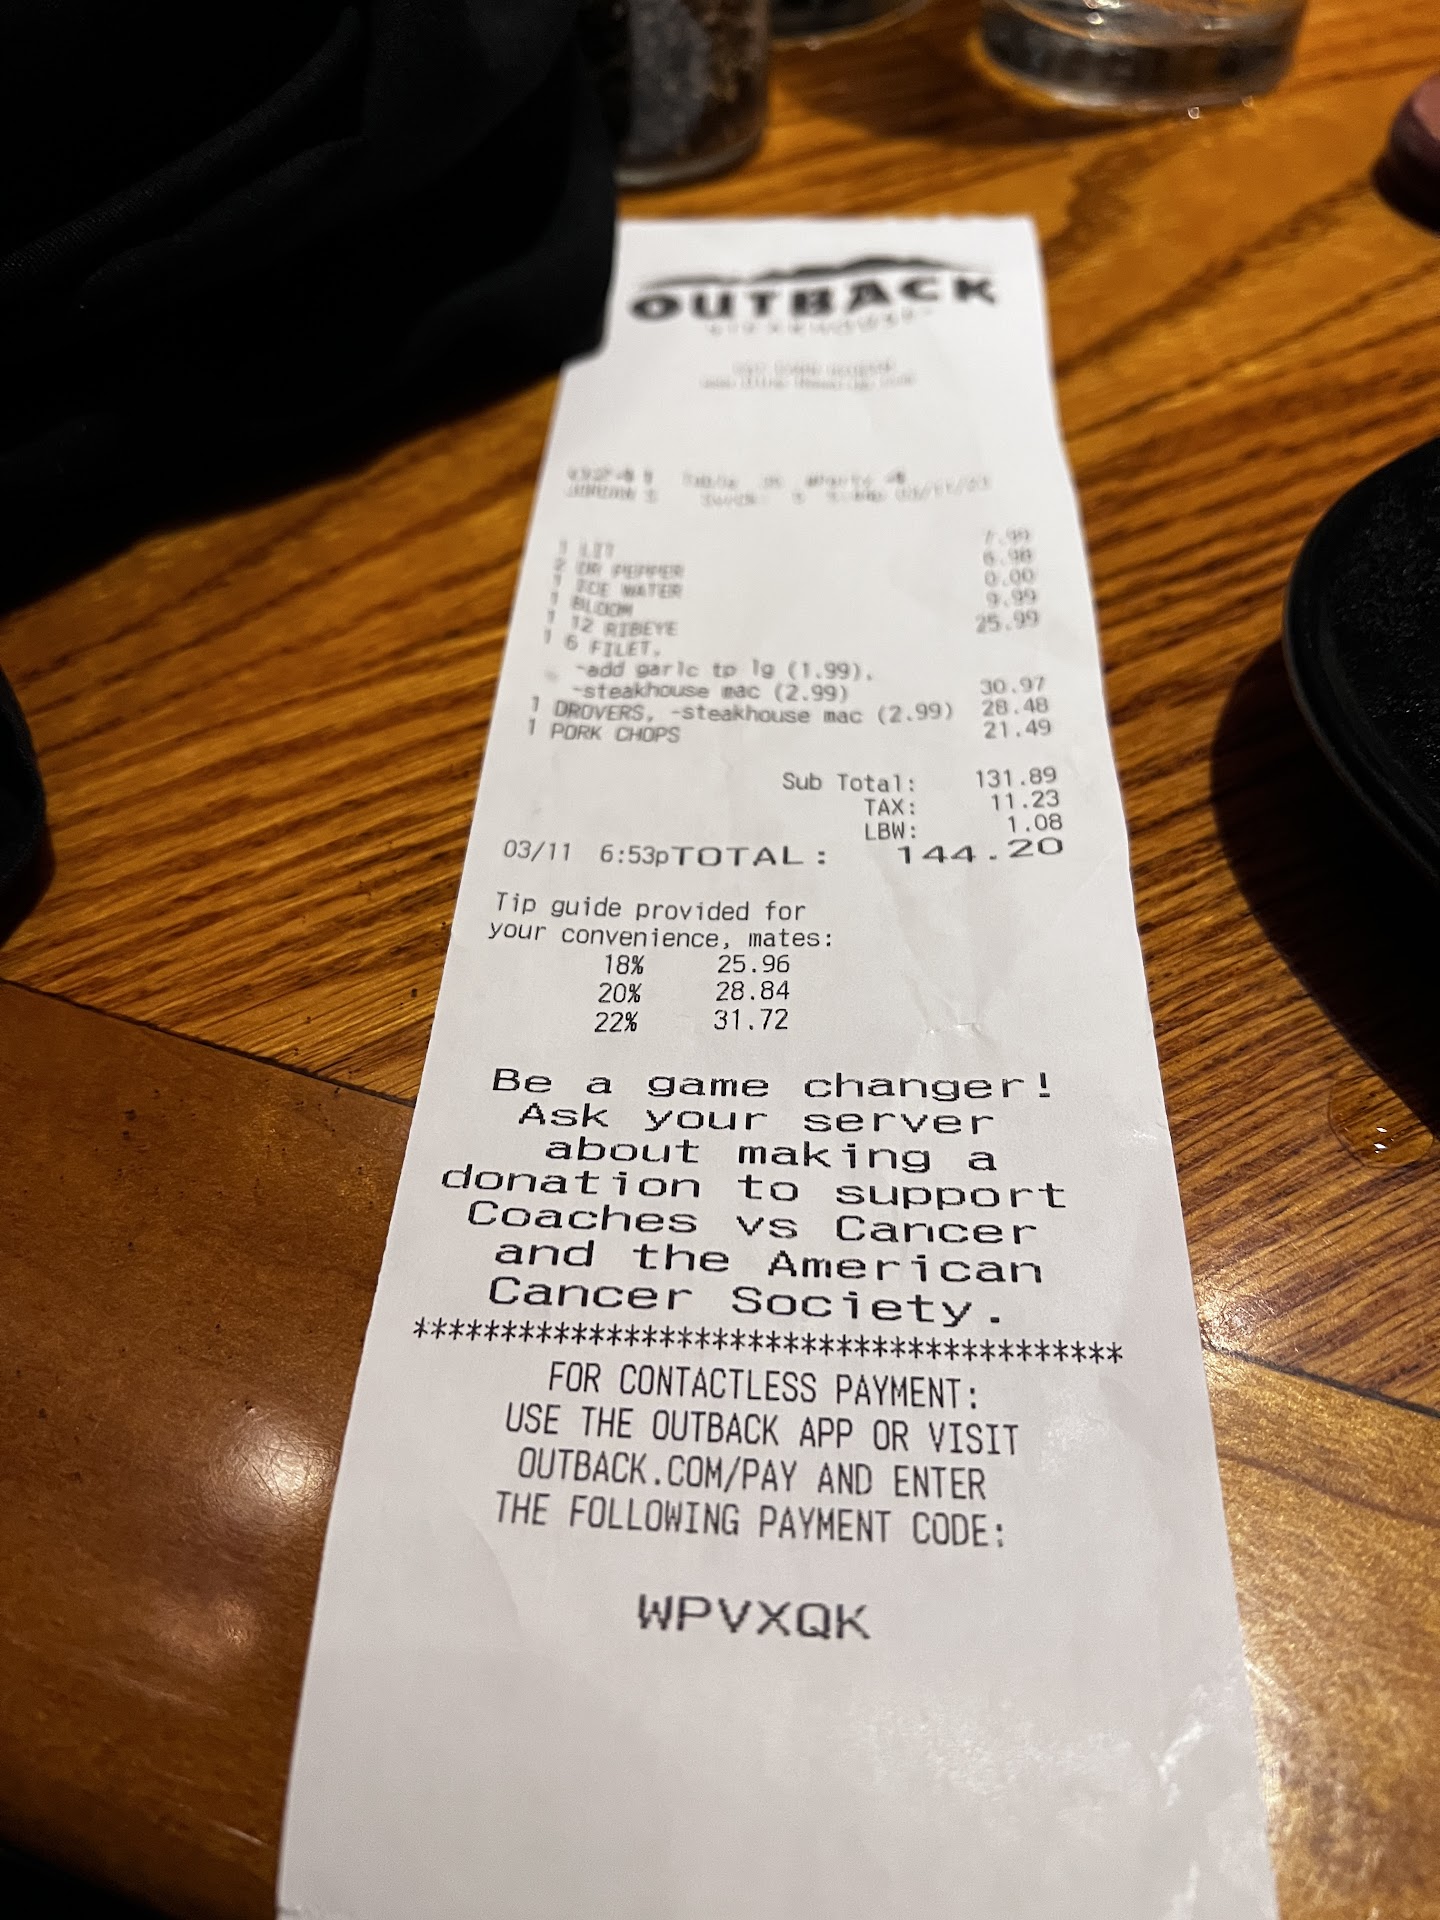 OUTBACK
STEAKHOUSE
Table 35 #Party 4
1 LIT 7.99
2 DR PEPPER 6.98
1 ICE WATER 0.00
1 BLOOM 9.99
1 12 RIBEYE 25.99
1 6 FILET,
-add garlc tp lg (1.99),
-steakhouse mac (2.99) 30.97
1 DROVERS, -steakhouse mac (2.99) 28.48
1 PORK CHOPS 21.49
Sub Total: 131.89
TAX: 11.23
LBW: 1.08
03/11 6:53pTOTAL: 144.20
Tip guide provided for
your convenience, mates:
18% 25.96
20% 28.84
22% 31.72
Be a game changer!
Ask your server
about making a
donation to support
Coaches vs Cancer
and the American
Cancer Society.
****************************************
FOR CONTACTLESS PAYMENT:
USE THE OUTBACK APP OR VISIT
OUTBACK.COM/PAY AND ENTER
THE FOLLOWING PAYMENT CODE:
WPVXQK